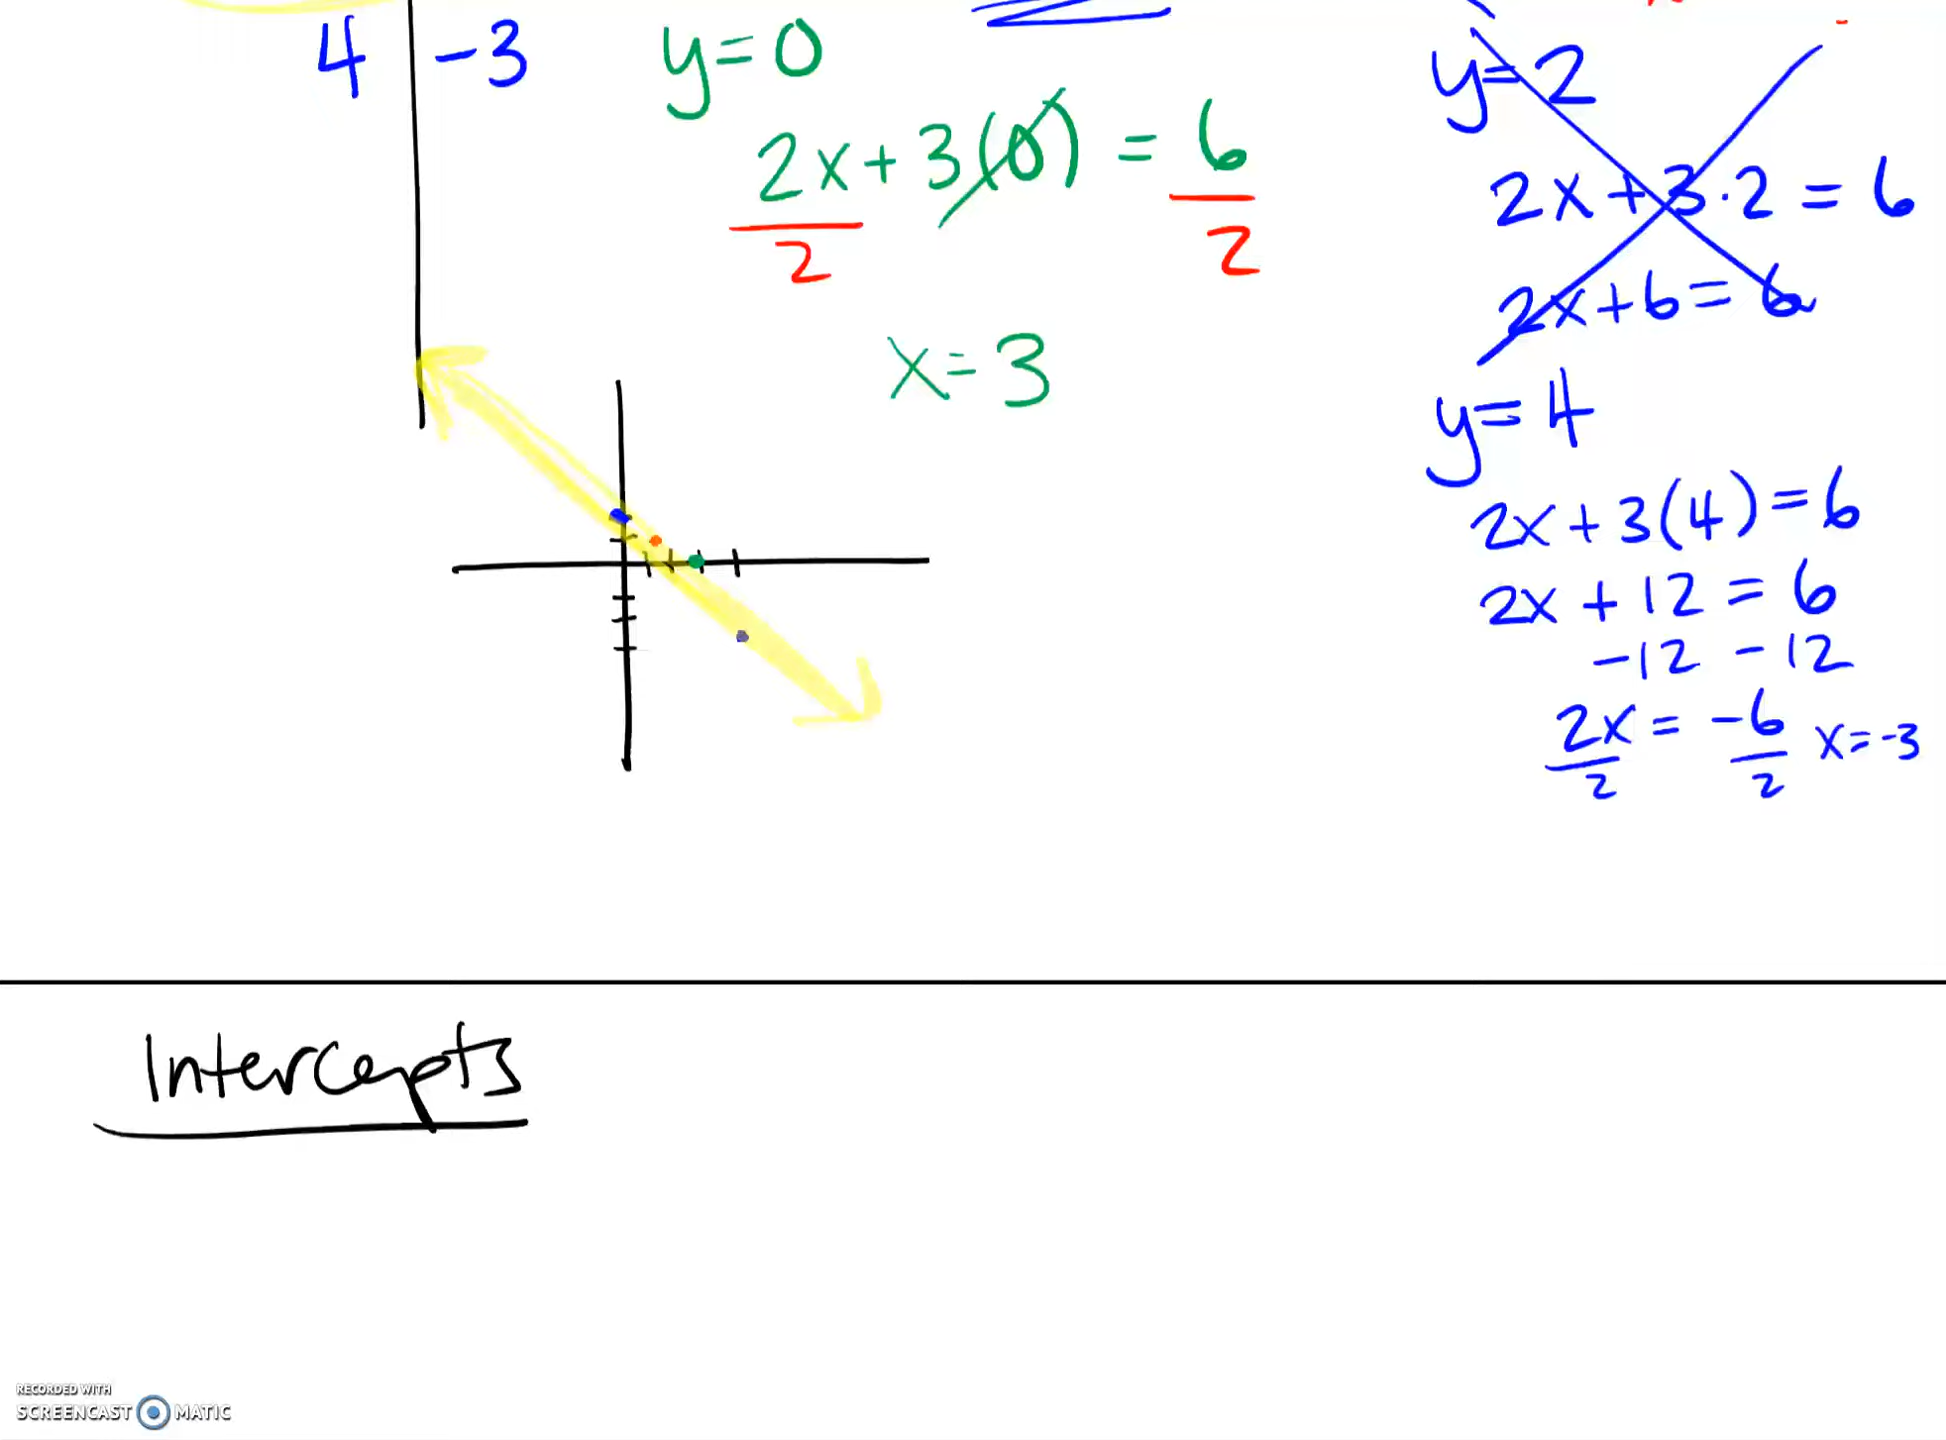 4 -3
y=0
2x+3(0) = 6
2 2
x=3
y=2
2x+3·2=6
2x+6=6
y=4
2x+3(4)=6
2x+12=6
-12 -12
2x = -6 x=-3
2 2
Intercepts
RECORDED WITH
SCREENCAST MATIC